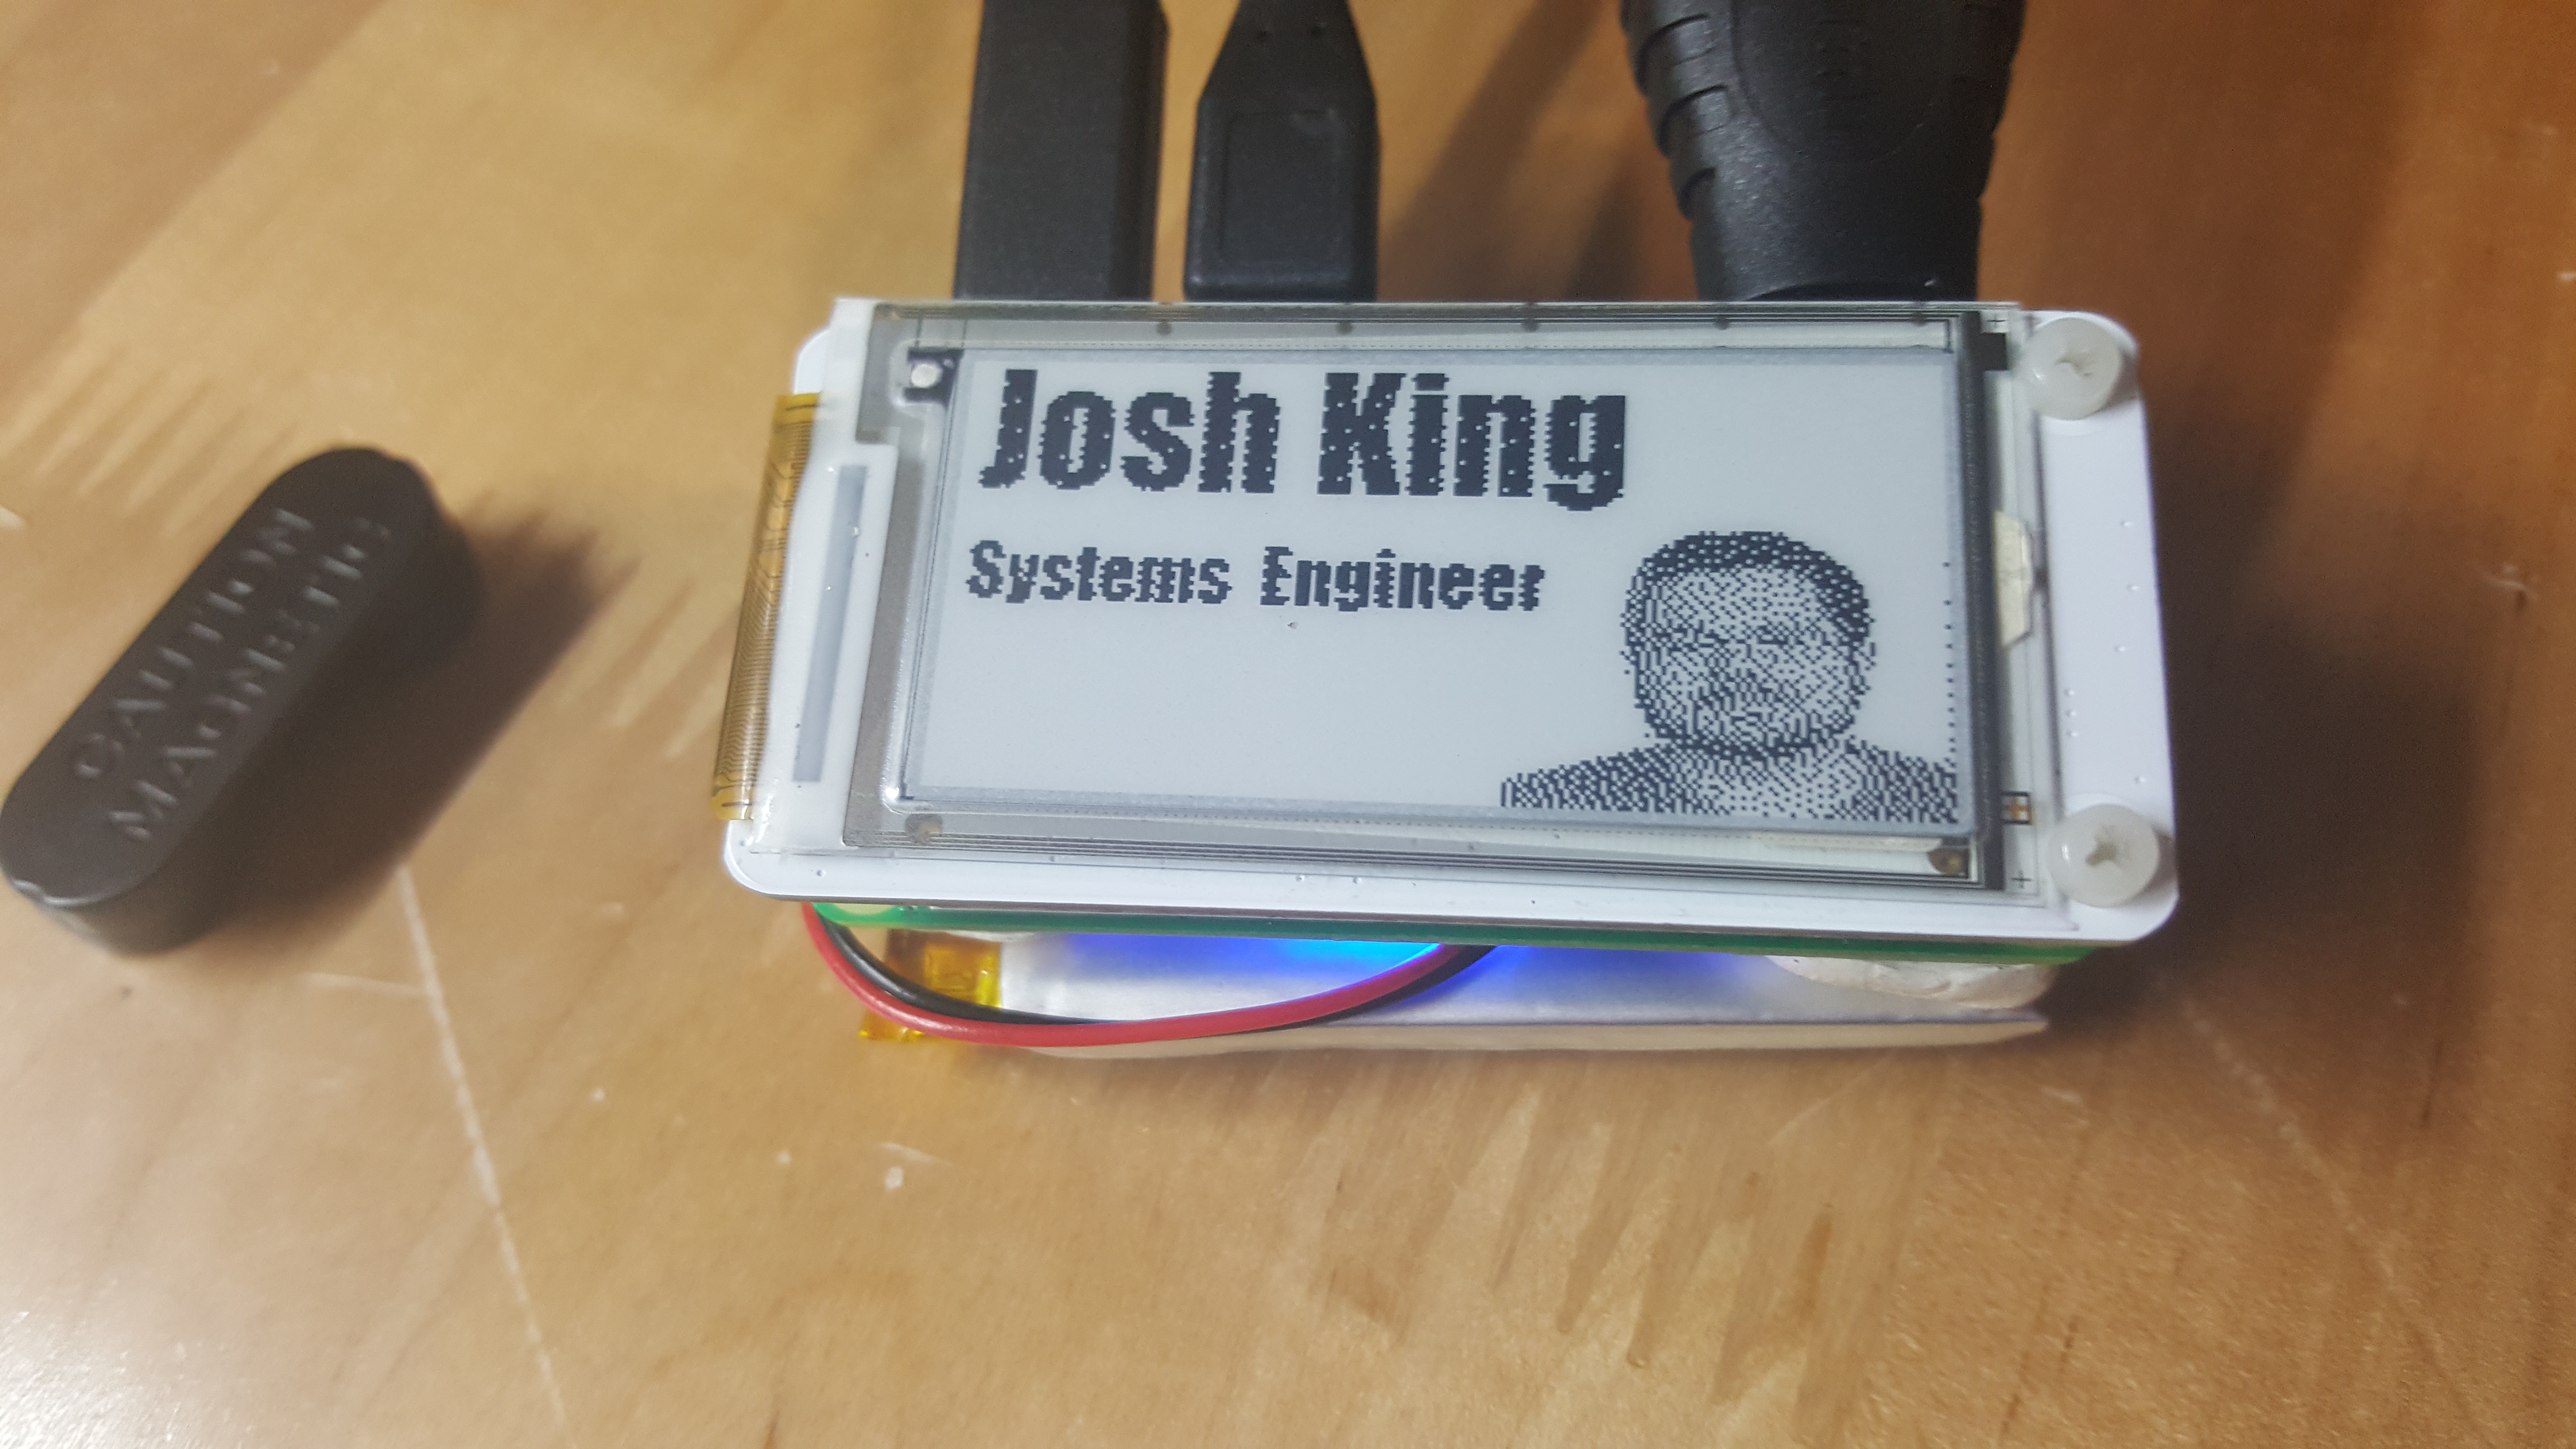 Josh King
Systems Engineer
CAUTION
MAGNETIC